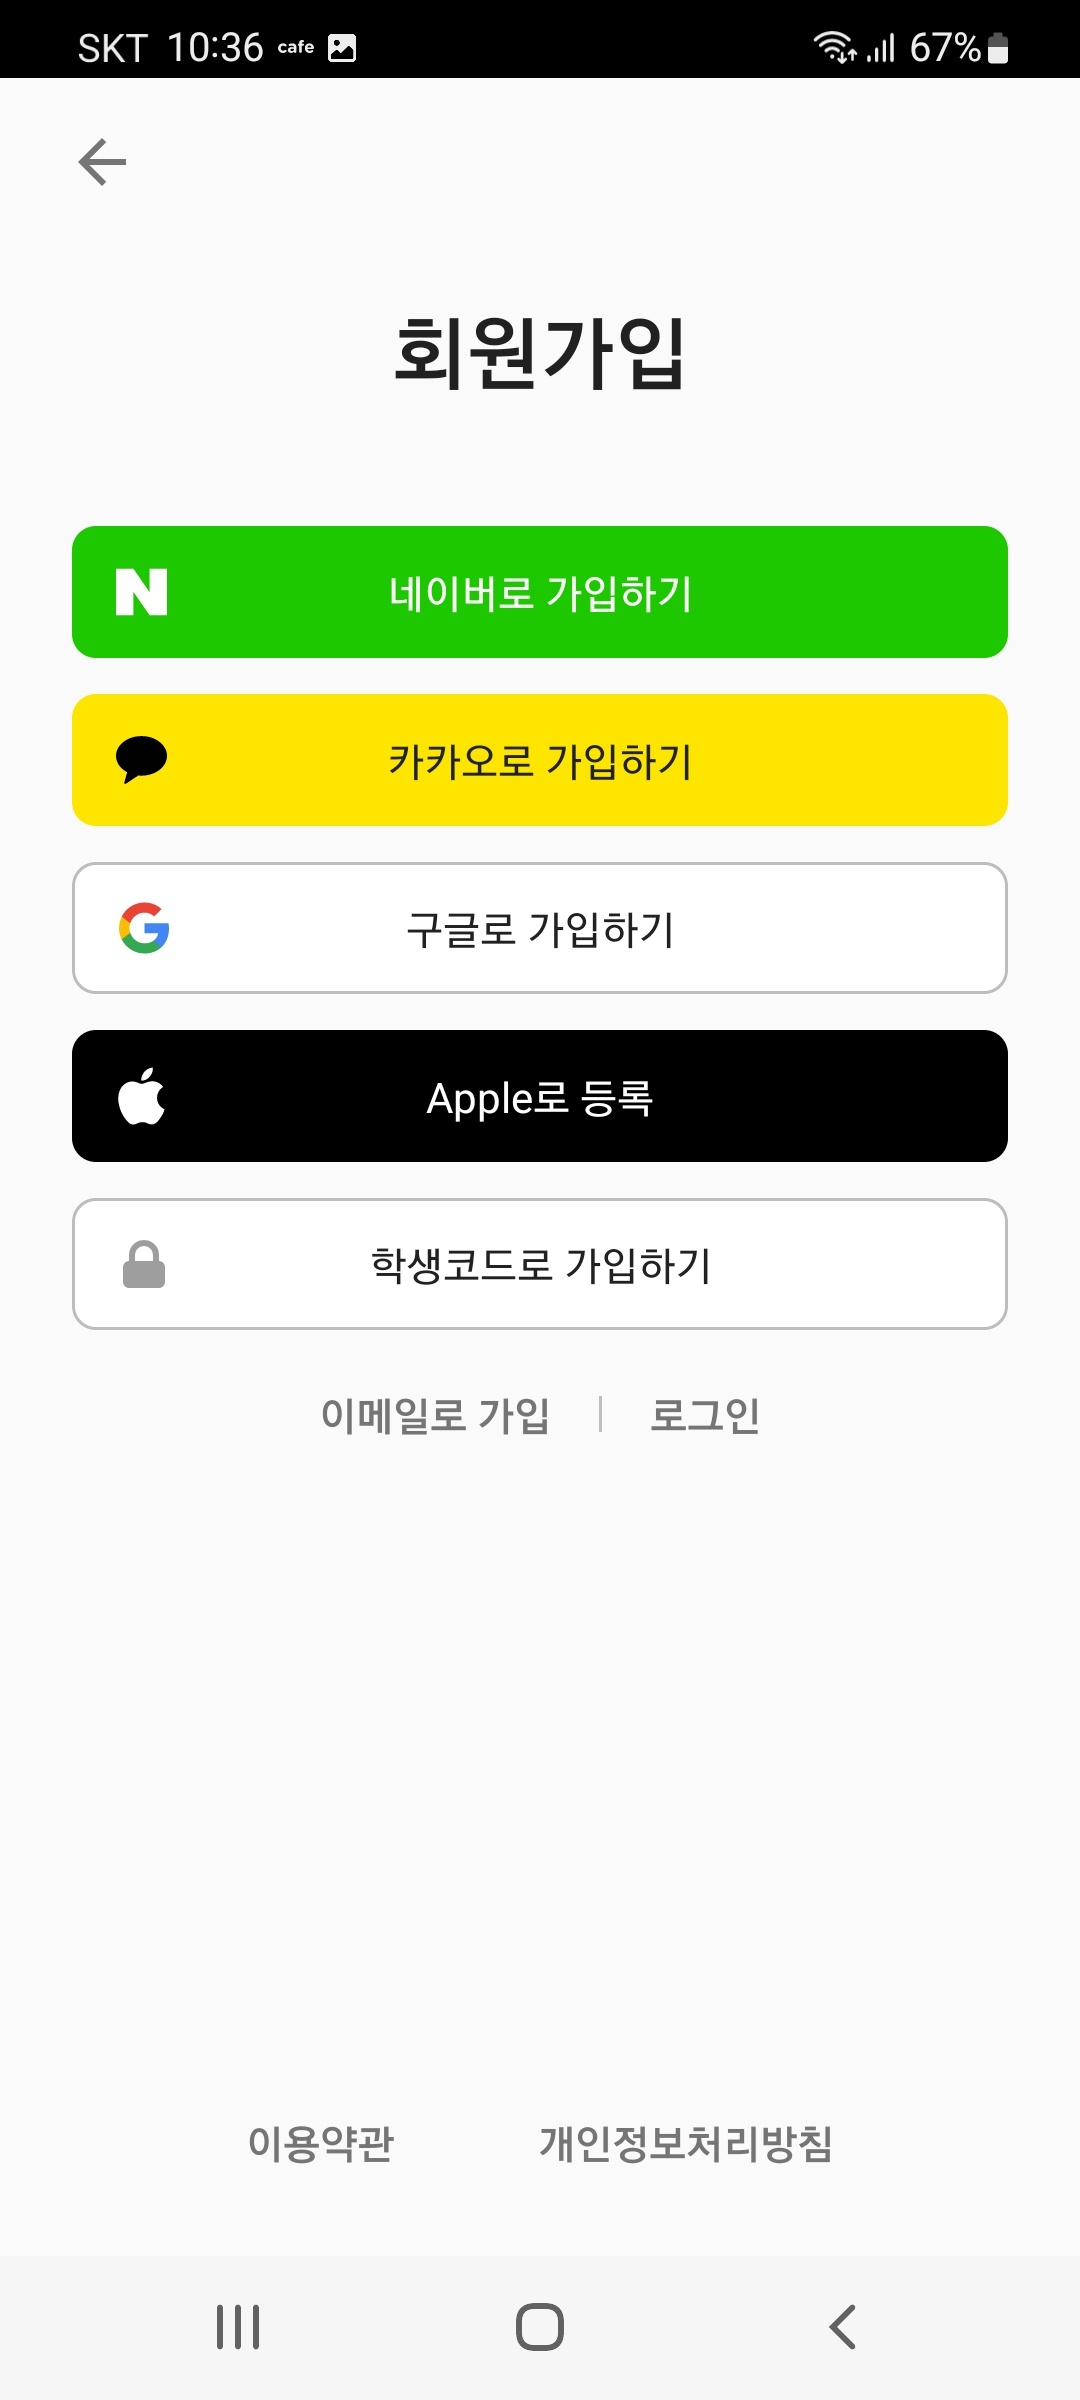 SKT 10:36 cafe 67%
회원가입
네이버로 가입하기
카카오로 가입하기
구글로 가입하기
Apple로 등록
학생코드로 가입하기
이메일로 가입 | 로그인
이용약관 개인정보처리방침